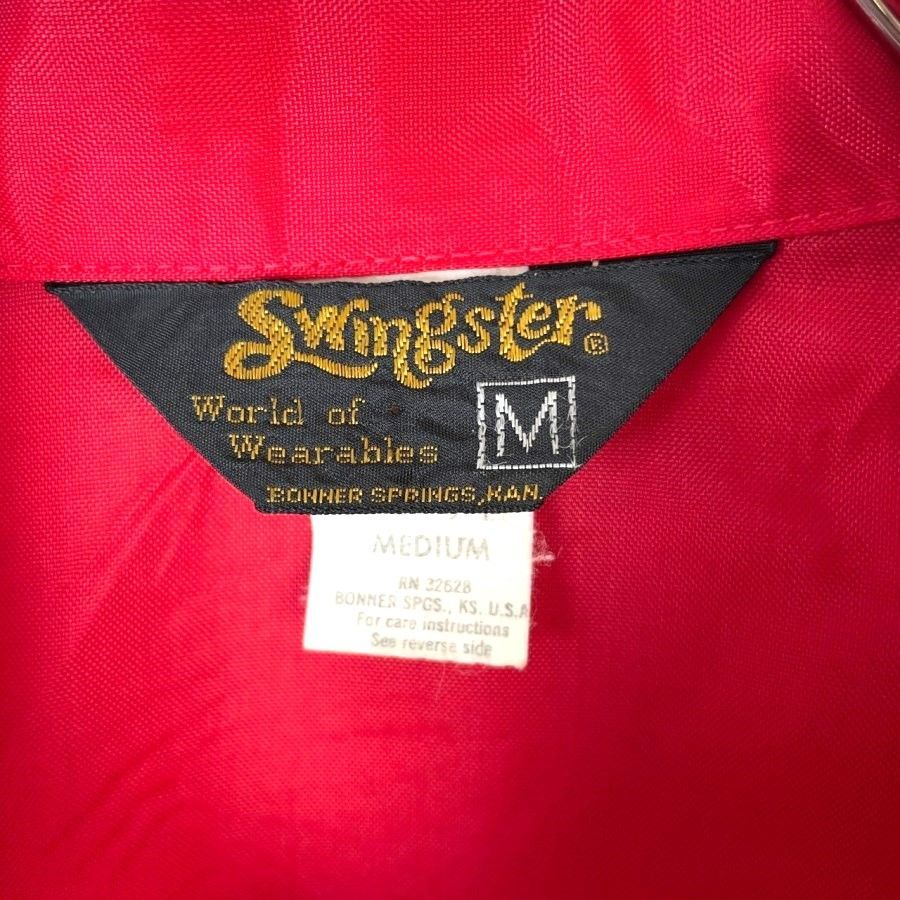 Swingster®
World of
Wearables
M
BONNER SPRINGS, KAN.
MEDIUM
RN 32628
BONNER SPGS., KS. U.S.A
For care instructions
See reverse side